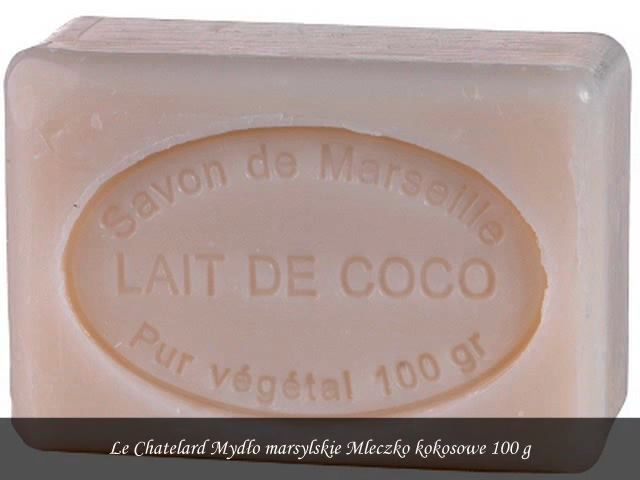 Savon de Marseille
LAIT DE COCO
Pur végétal 100 gr
Le Chatelard Mydło marsylskie Mleczko kokosowe 100 g